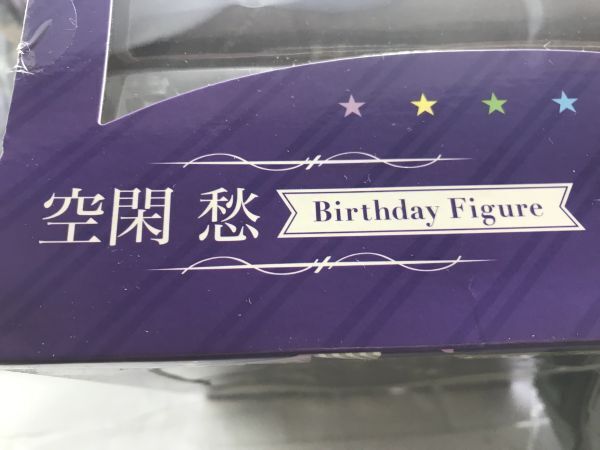 空閑 愁 Birthday Figure